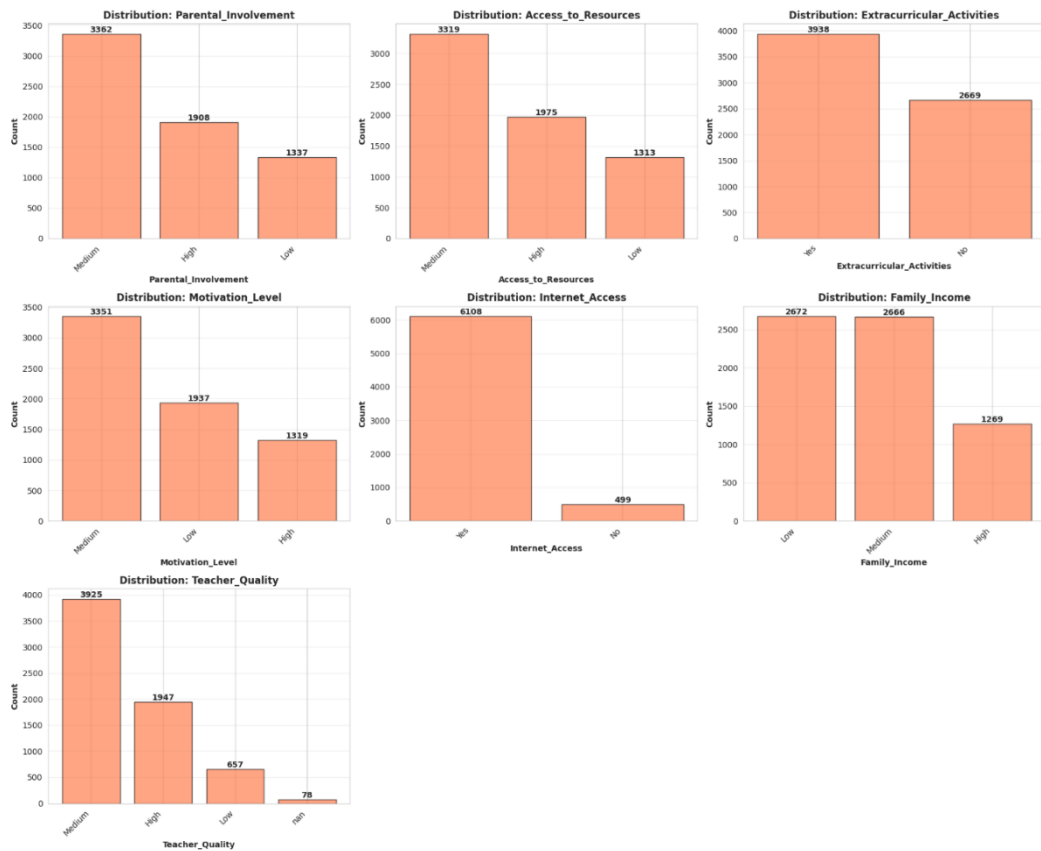 Distribution: Parental_Involvement
3500
3000
2500
2000
1500
1000
500
0
Count
3362
1908
1337
Medium
High
Low
Parental_Involvement
Distribution: Access_to_Resources
3000
2500
2000
1500
1000
500
0
Count
3319
1975
1313
Medium
High
Low
Access_to_Resources
Distribution: Extracurricular_Activities
4000
3500
3000
2500
2000
1500
1000
500
0
Count
3938
2669
Yes
No
Extracurricular_Activities
Distribution: Motivation_Level
3500
3000
2500
2000
1500
1000
500
0
Count
3351
1937
1319
Medium
Low
High
Motivation_Level
Distribution: Internet_Access
6000
5000
4000
3000
2000
1000
0
Count
6108
499
Yes
No
Internet_Access
Distribution: Family_Income
2500
2000
1500
1000
500
0
Count
2672
2666
1269
Low
Medium
High
Family_Income
Distribution: Teacher_Quality
4000
3500
3000
2500
2000
1500
1000
500
0
Count
3925
1947
657
78
Medium
High
Low
nan
Teacher_Quality